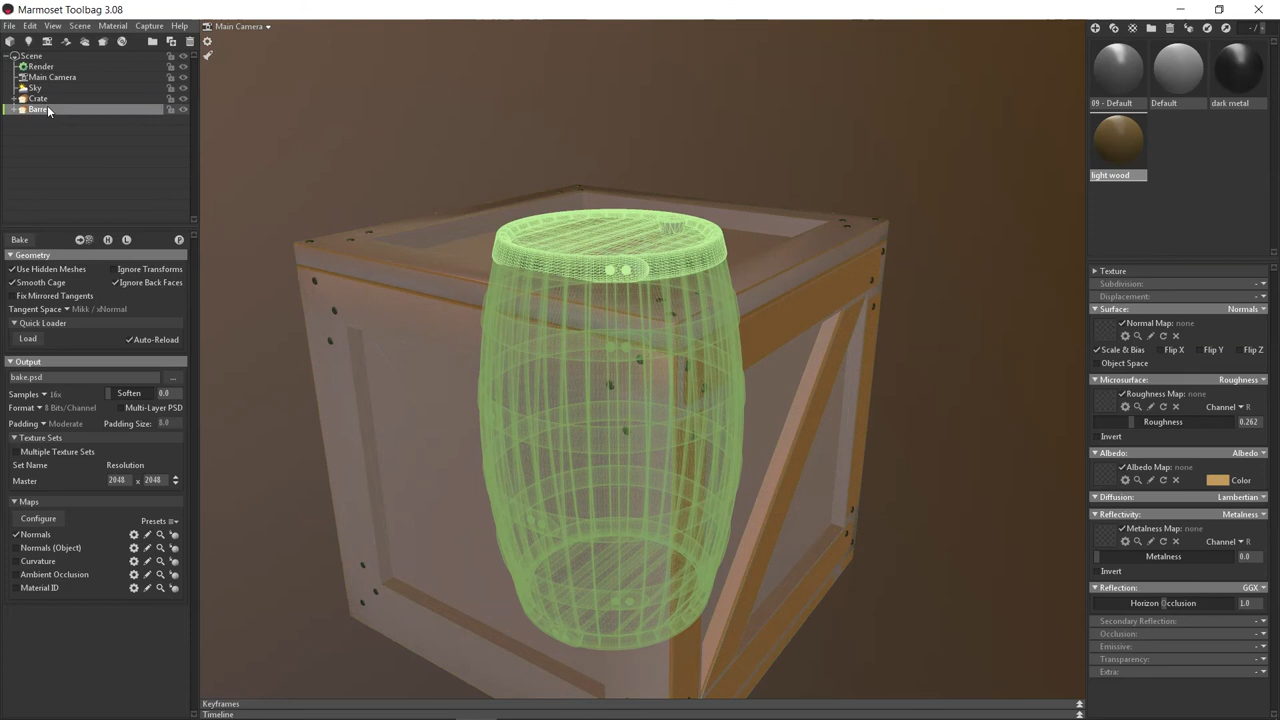 Marmoset Toolbag 3.08
File Edit View Scene Material Capture Help
Main Camera
Scene
Render
Main Camera
Sky
Crate
Bake
Geometry
Use Hidden Meshes Ignore Transforms
Smooth Cage Ignore Back Faces
Fix Mirrored Tangents
Tangent Space Mikk / xNormal
Quick Loader
Load Auto-Reload
Output
bake.psd ...
Samples 16x Soften 0.0
Format 8 Bits/Channel Multi-Layer PSD
Padding Moderate Padding Size: 8.0
Texture Sets
Multiple Texture Sets
Set Name Resolution
Master 2048 x 2048
Maps
Configure Presets
Normals
Normals (Object)
Curvature
Ambient Occlusion
Material ID
Keyframes
Timeline
09 - Default Default dark metal
light wood
Texture
Subdivision: -
Displacement: -
Surface: Normals
Normal Map: none
Scale & Bias Flip X Flip Y Flip Z
Object Space
Microsurface: Roughness
Roughness Map: none
Channel R
Roughness 0.262
Invert
Albedo: Albedo
Albedo Map: none
Color
Diffusion: Lambertian
Reflectivity: Metalness
Metalness Map: none
Channel R
Metalness 0.0
Invert
Reflection: GGX
Horizon Occlusion 1.0
Secondary Reflection: -
Occlusion: -
Emissive: -
Transparency: -
Extra: -